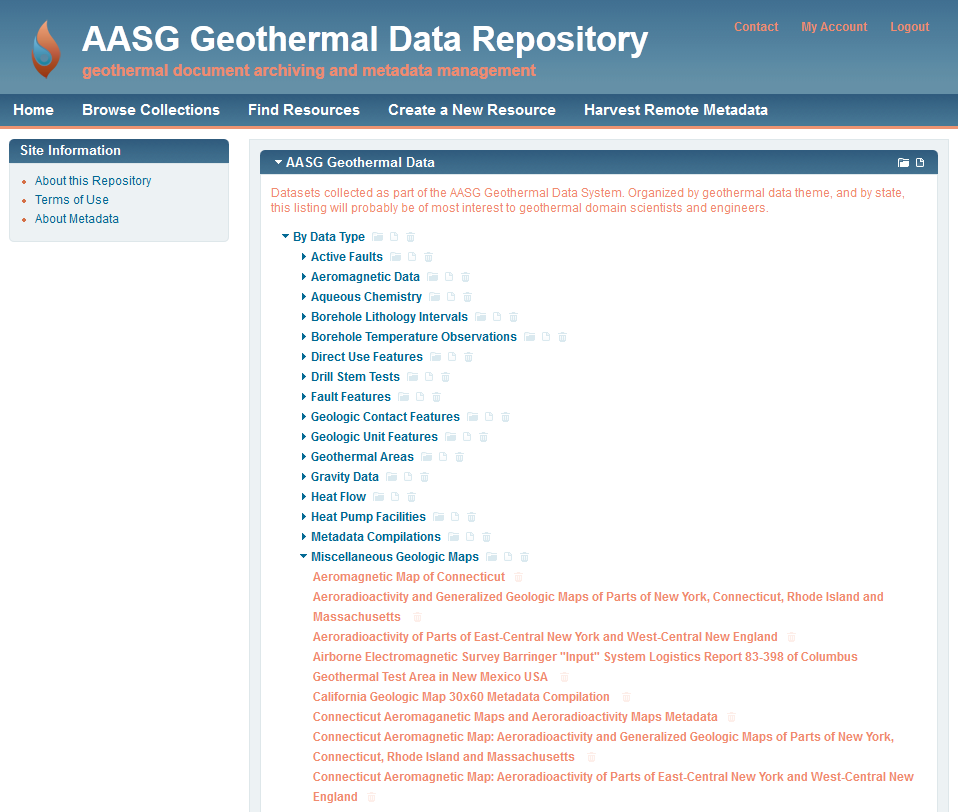 AASG Geothermal Data Repository
geothermal document archiving and metadata management
Contact My Account Logout
Home Browse Collections Find Resources Create a New Resource Harvest Remote Metadata
Site Information
About this Repository
Terms of Use
About Metadata
AASG Geothermal Data
Datasets collected as part of the AASG Geothermal Data System. Organized by geothermal data theme, and by state,
this listing will probably be of most interest to geothermal domain scientists and engineers.
By Data Type
Active Faults
Aeromagnetic Data
Aqueous Chemistry
Borehole Lithology Intervals
Borehole Temperature Observations
Direct Use Features
Drill Stem Tests
Fault Features
Geologic Contact Features
Geologic Unit Features
Geothermal Areas
Gravity Data
Heat Flow
Heat Pump Facilities
Metadata Compilations
Miscellaneous Geologic Maps
Aeromagnetic Map of Connecticut
Aeroradioactivity and Generalized Geologic Maps of Parts of New York, Connecticut, Rhode Island and
Massachusetts
Aeroradioactivity of Parts of East-Central New York and West-Central New England
Airborne Electromagnetic Survey Barringer "Input" System Logistics Report 83-398 of Columbus
Geothermal Test Area in New Mexico USA
California Geologic Map 30x60 Metadata Compilation
Connecticut Aeromaganetic Maps and Aeroradioactivity Maps Metadata
Connecticut Aeromagnetic Map: Aeroradioactivity and Generalized Geologic Maps of Parts of New York,
Connecticut, Rhode Island and Massachusetts
Connecticut Aeromagnetic Map: Aeroradioactivity of Parts of East-Central New York and West-Central New
England